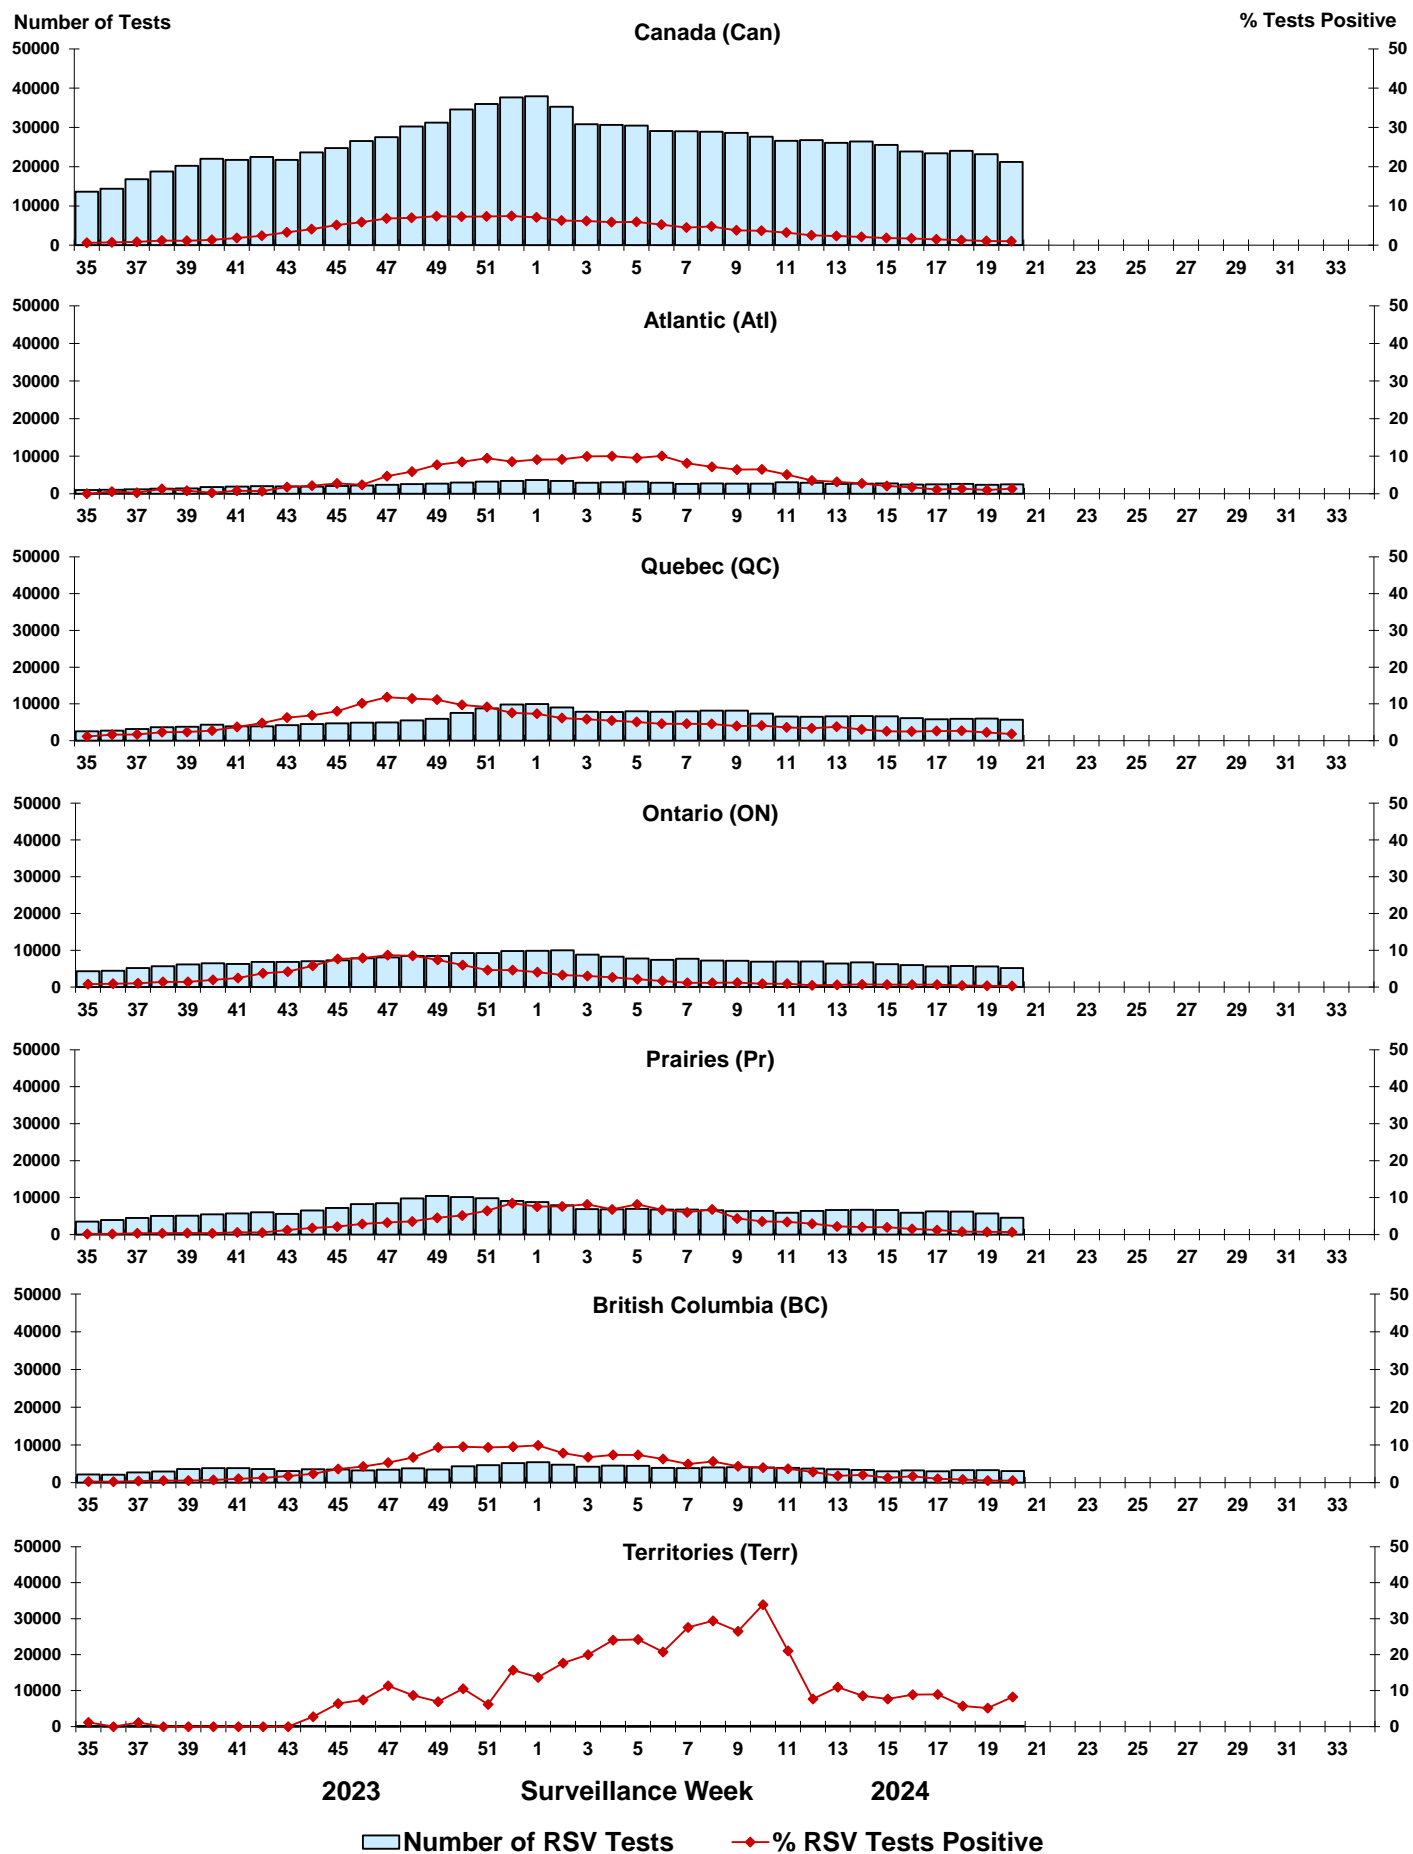 Number of Tests
% Tests Positive
Canada (Can)
50000 50
40000 40
30000 30
20000 20
10000 10
0 0
35 37 39 41 43 45 47 49 51 1 3 5 7 9 11 13 15 17 19 21 23 25 27 29 31 33
Atlantic (Atl)
50000 50
40000 40
30000 30
20000 20
10000 10
0 0
35 37 39 41 43 45 47 49 51 1 3 5 7 9 11 13 15 17 19 21 23 25 27 29 31 33
Quebec (QC)
50000 50
40000 40
30000 30
20000 20
10000 10
0 0
35 37 39 41 43 45 47 49 51 1 3 5 7 9 11 13 15 17 19 21 23 25 27 29 31 33
Ontario (ON)
50000 50
40000 40
30000 30
20000 20
10000 10
0 0
35 37 39 41 43 45 47 49 51 1 3 5 7 9 11 13 15 17 19 21 23 25 27 29 31 33
Prairies (Pr)
50000 50
40000 40
30000 30
20000 20
10000 10
0 0
35 37 39 41 43 45 47 49 51 1 3 5 7 9 11 13 15 17 19 21 23 25 27 29 31 33
British Columbia (BC)
50000 50
40000 40
30000 30
20000 20
10000 10
0 0
35 37 39 41 43 45 47 49 51 1 3 5 7 9 11 13 15 17 19 21 23 25 27 29 31 33
Territories (Terr)
50000 50
40000 40
30000 30
20000 20
10000 10
0 0
35 37 39 41 43 45 47 49 51 1 3 5 7 9 11 13 15 17 19 21 23 25 27 29 31 33
2023 Surveillance Week 2024
Number of RSV Tests % RSV Tests Positive